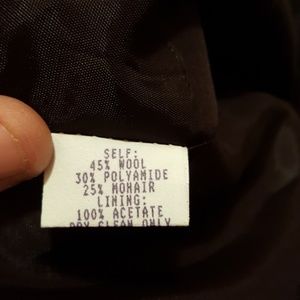 SELF:
45% WOOL
30% POLYAMIDE
25% MOHAIR
LINING:
100% ACETATE
DRY CLEAN ONLY